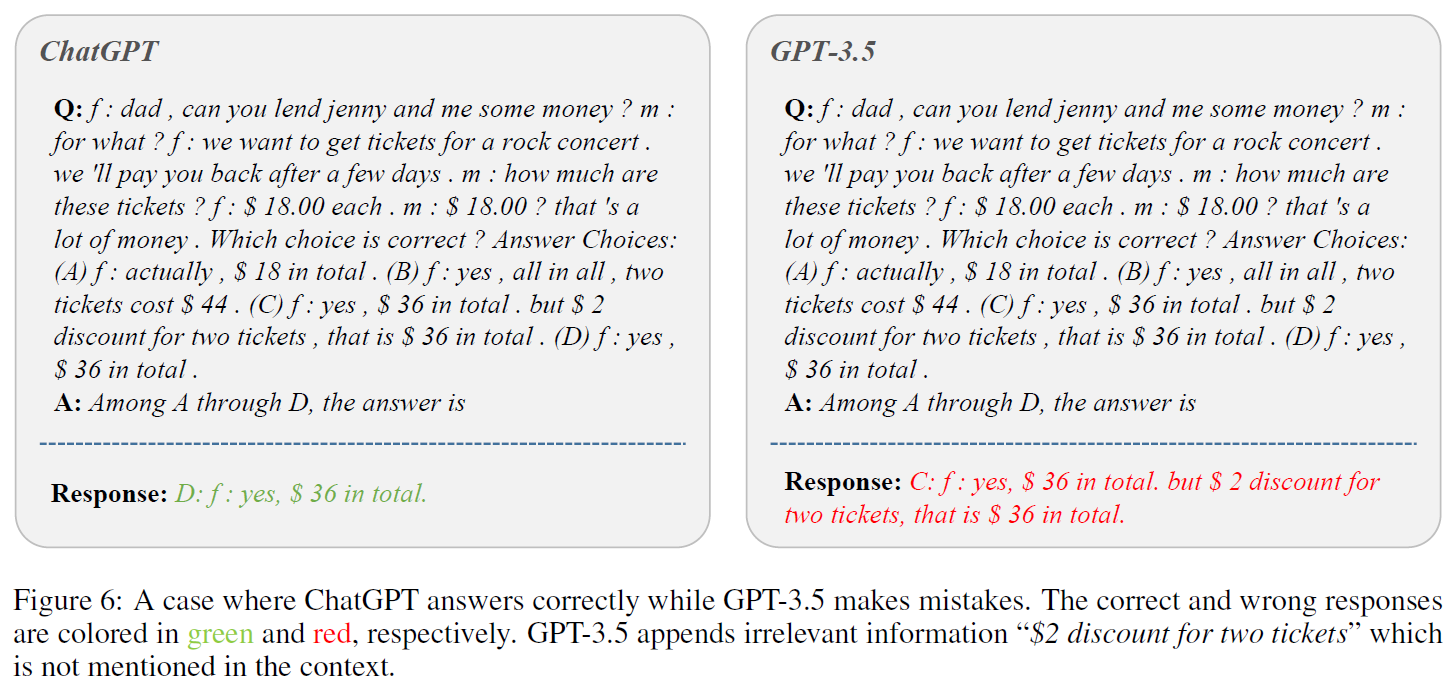 ChatGPT
Q: f : dad , can you lend jenny and me some money ? m :
for what ? f : we want to get tickets for a rock concert .
we 'll pay you back after a few days . m : how much are
these tickets ? f : $ 18.00 each . m : $ 18.00 ? that 's a
lot of money . Which choice is correct ? Answer Choices:
(A) f : actually , $ 18 in total . (B) f : yes , all in all , two
tickets cost $ 44 . (C) f : yes , $ 36 in total . but $ 2
discount for two tickets , that is $ 36 in total . (D) f : yes ,
$ 36 in total .
A: Among A through D, the answer is
Response: D: f : yes, $ 36 in total.
GPT-3.5
Q: f : dad , can you lend jenny and me some money ? m :
for what ? f : we want to get tickets for a rock concert .
we 'll pay you back after a few days . m : how much are
these tickets ? f : $ 18.00 each . m : $ 18.00 ? that 's a
lot of money . Which choice is correct ? Answer Choices:
(A) f : actually , $ 18 in total . (B) f : yes , all in all , two
tickets cost $ 44 . (C) f : yes , $ 36 in total . but $ 2
discount for two tickets , that is $ 36 in total . (D) f : yes ,
$ 36 in total .
A: Among A through D, the answer is
Response: C: f : yes, $ 36 in total. but $ 2 discount for
two tickets, that is $ 36 in total.
Figure 6: A case where ChatGPT answers correctly while GPT-3.5 makes mistakes. The correct and wrong responses
are colored in green and red, respectively. GPT-3.5 appends irrelevant information “$2 discount for two tickets” which
is not mentioned in the context.